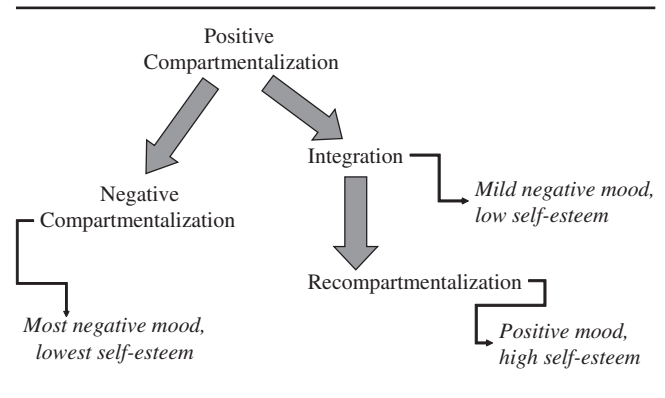 Positive
Compartmentalization
Integration
Mild negative mood,
low self-esteem
Negative
Compartmentalization
Recompartmentalization
Most negative mood,
lowest self-esteem
Positive mood,
high self-esteem